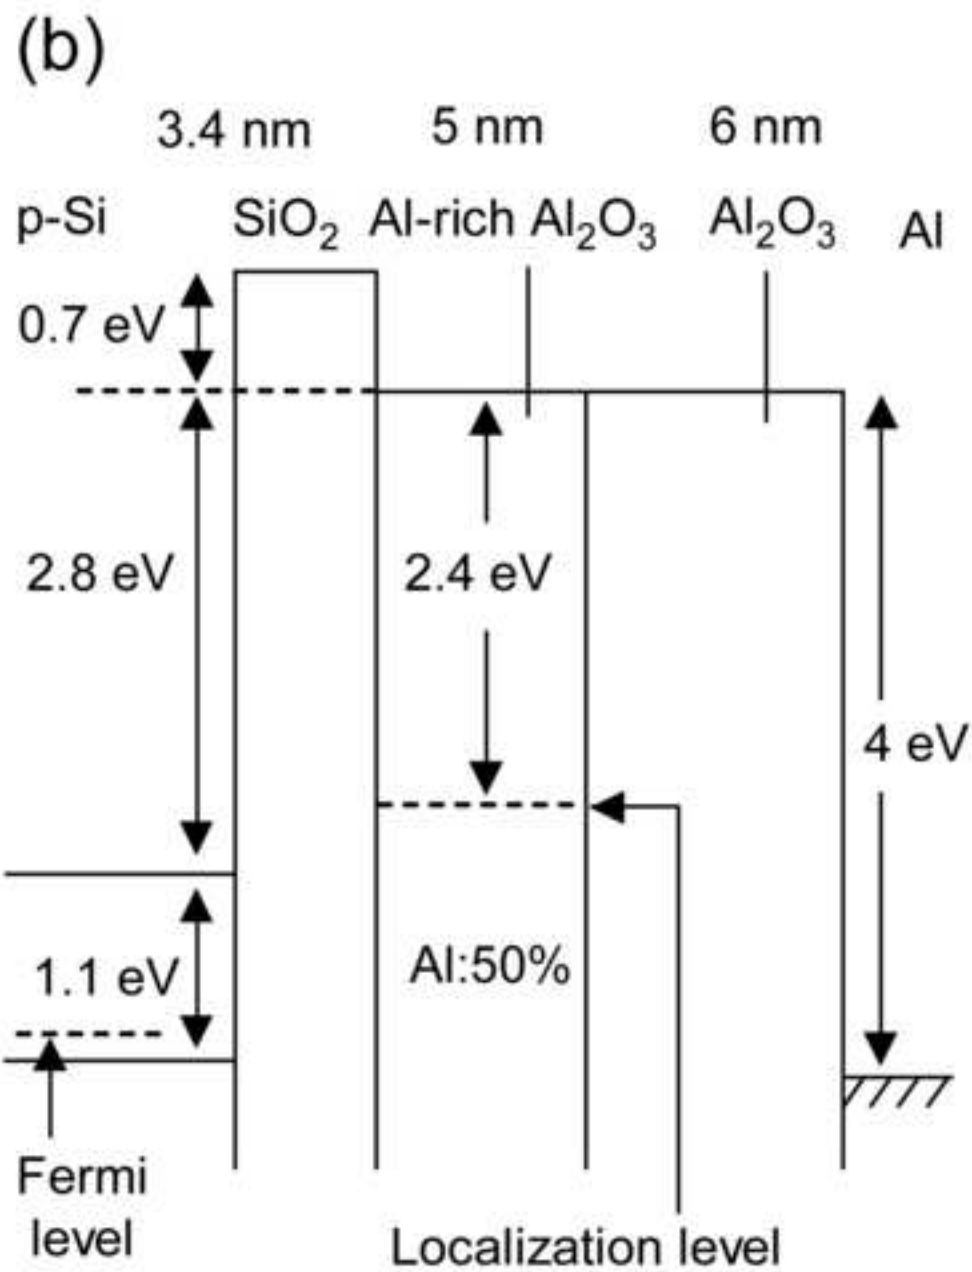 (b)
3.4 nm 5 nm 6 nm
p-Si SiO₂ Al-rich Al₂O₃ Al₂O₃ Al
0.7 eV
2.8 eV 2.4 eV
4 eV
1.1 eV Al:50%
Fermi
level
Localization level